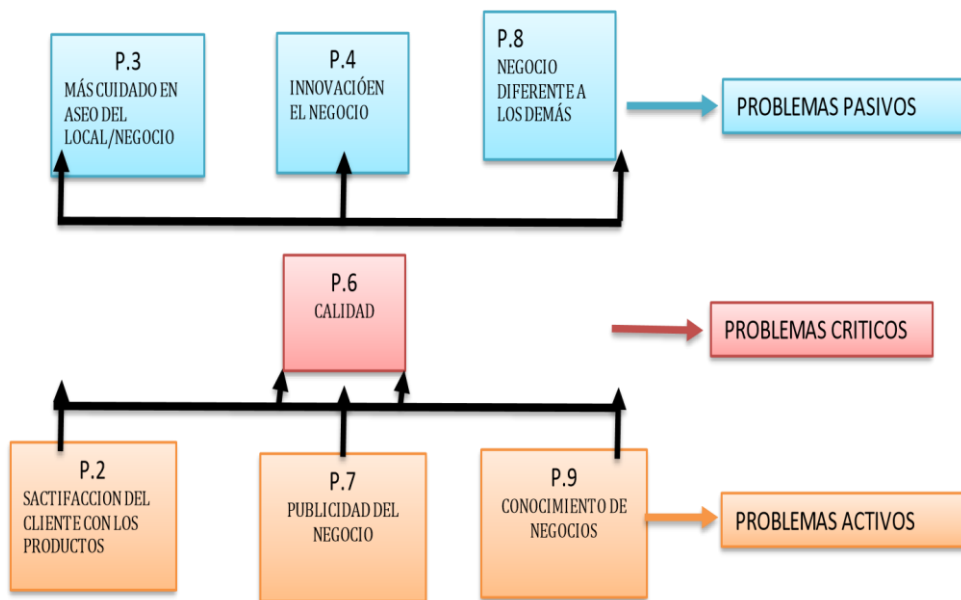 P.3
MÁS CUIDADO EN
ASEO DEL
LOCAL/NEGOCIO
P.4
INNOVACIÓEN
EL NEGOCIO
P.8
NEGOCIO
DIFERENTE A
LOS DEMÁS
PROBLEMAS PASIVOS
P.6
CALIDAD
PROBLEMAS CRITICOS
P.2
SACTIFACCION DEL
CLIENTE CON LOS
PRODUCTOS
P.7
PUBLICIDAD DEL
NEGOCIO
P.9
CONOCIMIENTO DE
NEGOCIOS
PROBLEMAS ACTIVOS